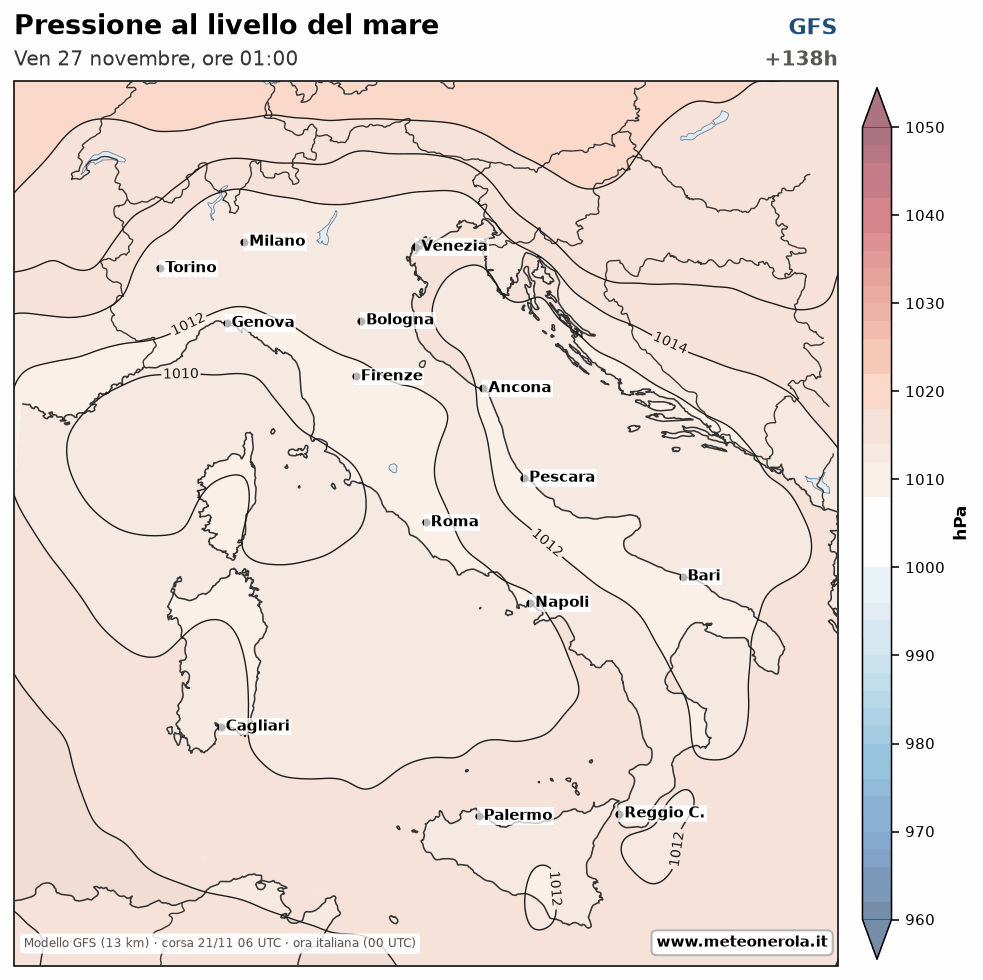 Pressione al livello del mare
GFS
Ven 27 novembre, ore 01:00
+138h
Milano
Venezia
Torino
1012
Genova
Bologna
1014
1010
Firenze
Ancona
Pescara
Roma
1012
Bari
Napoli
Cagliari
Palermo
Reggio C.
1012
1012
Modello GFS (13 km) · corsa 21/11 06 UTC · ora italiana (00 UTC)
www.meteonerola.it
1050
1040
1030
1020
1010
1000
990
980
970
960
hPa